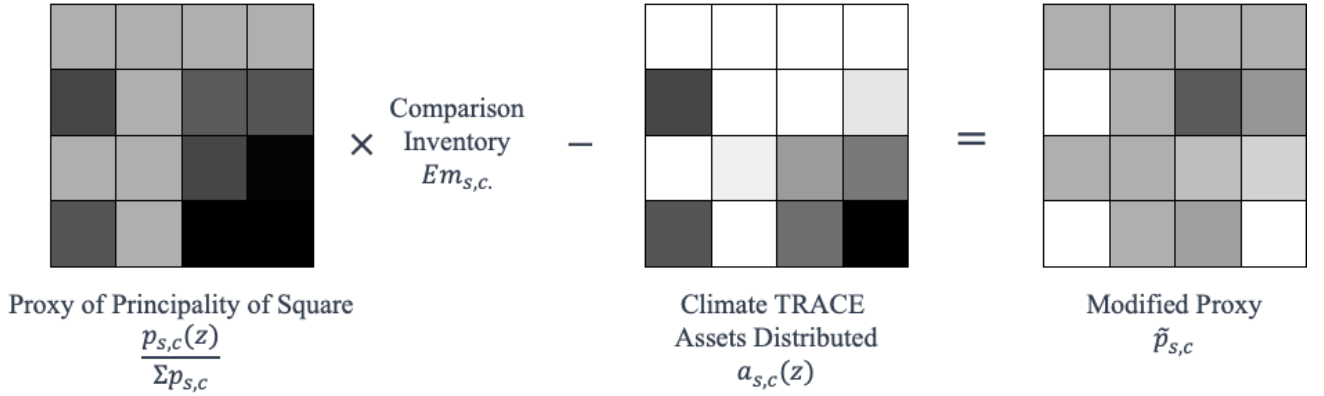 × Comparison Inventory Em_{s,c.} − =
Proxy of Principality of Square
p_{s,c}(z)
Σp_{s,c}
Climate TRACE
Assets Distributed
a_{s,c}(z)
Modified Proxy
p̃_{s,c}